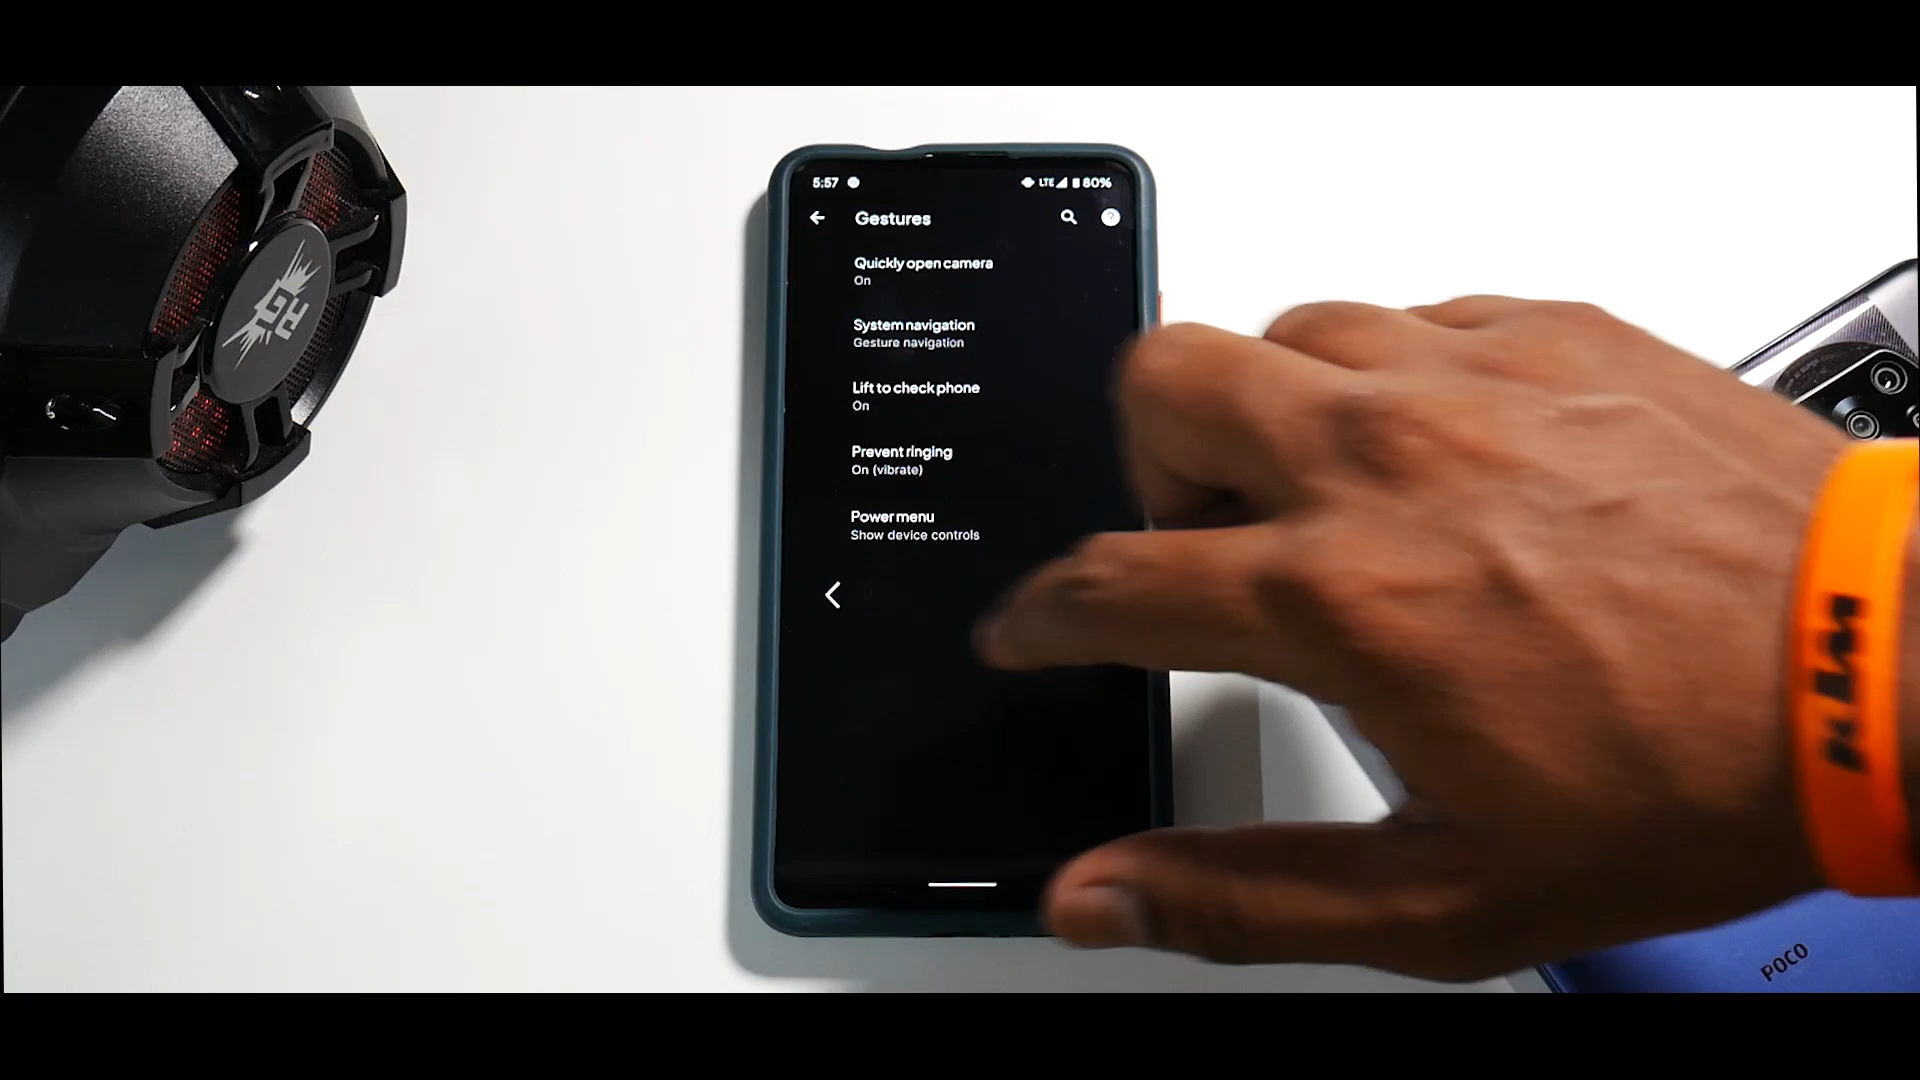 5:57
LTE 80%
Gestures
?
Quickly open camera
On
System navigation
Gesture navigation
Lift to check phone
On
Prevent ringing
On (vibrate)
Power menu
Show device controls
KTM
POCO